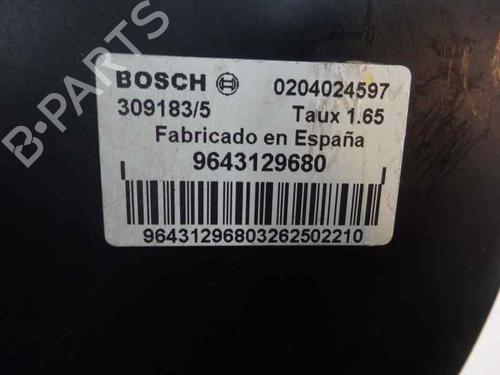 B-PARTS
BOSCH 0204024597
309183/5 Taux 1.65
Fabricado en España
9643129680
96431296803262502210